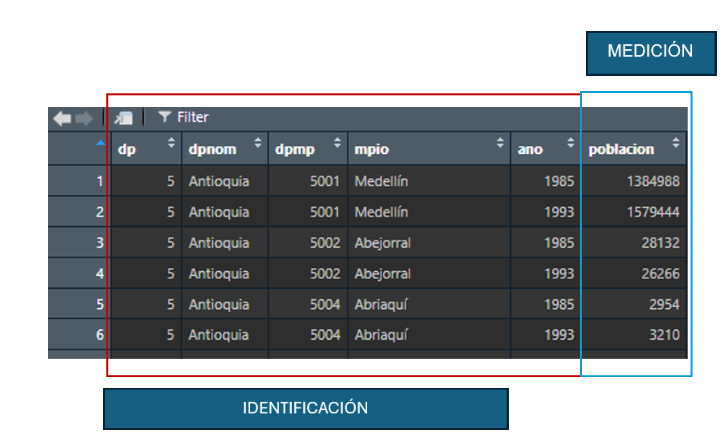 MEDICIÓN
Filter
dp dpnom dpmp mpio ano poblacion
1 5 Antioquia 5001 Medellín 1985 1384988
2 5 Antioquia 5001 Medellín 1993 1579444
3 5 Antioquia 5002 Abejorral 1985 28132
4 5 Antioquia 5002 Abejorral 1993 26266
5 5 Antioquia 5004 Abriaquí 1985 2954
6 5 Antioquia 5004 Abriaquí 1993 3210
IDENTIFICACIÓN